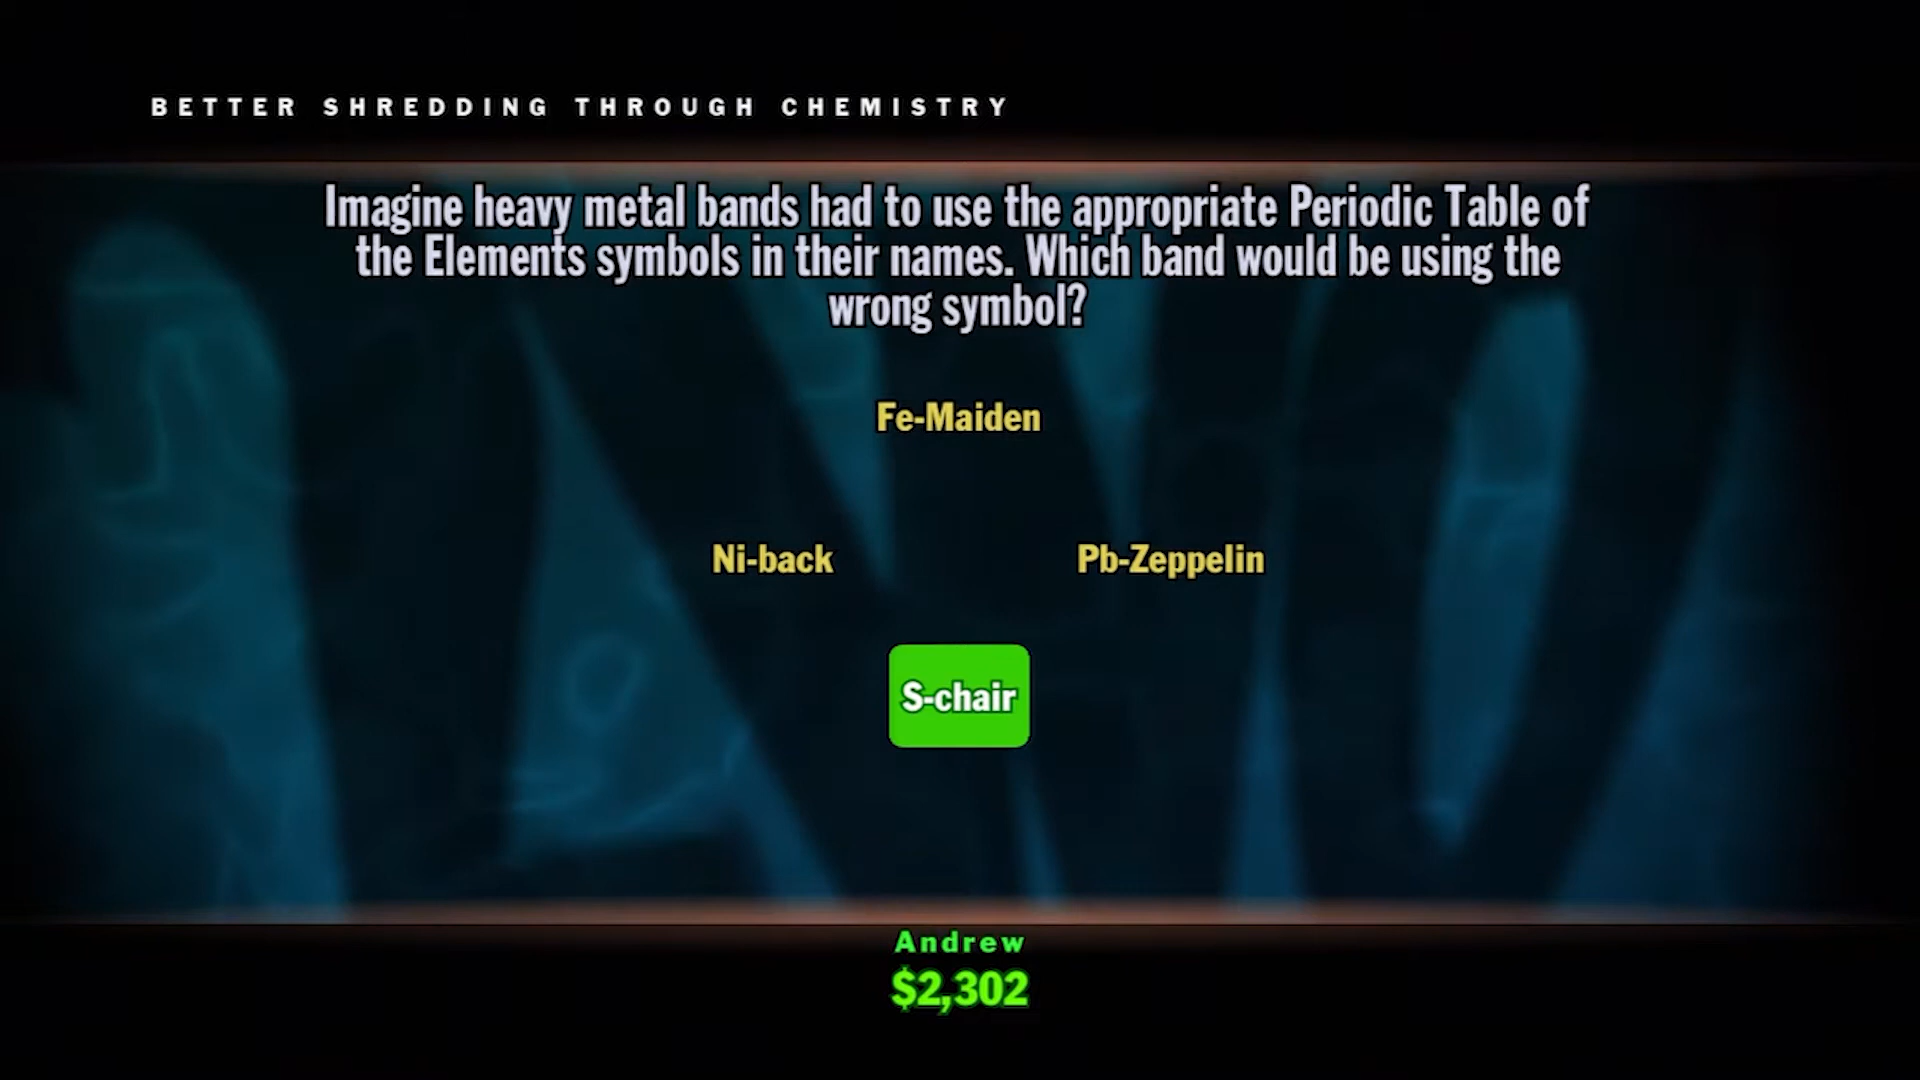 BETTER SHREDDING THROUGH CHEMISTRY
Imagine heavy metal bands had to use the appropriate Periodic Table of
the Elements symbols in their names. Which band would be using the
wrong symbol?
Fe-Maiden
Ni-back
Pb-Zeppelin
S-chair
Andrew
$2,302